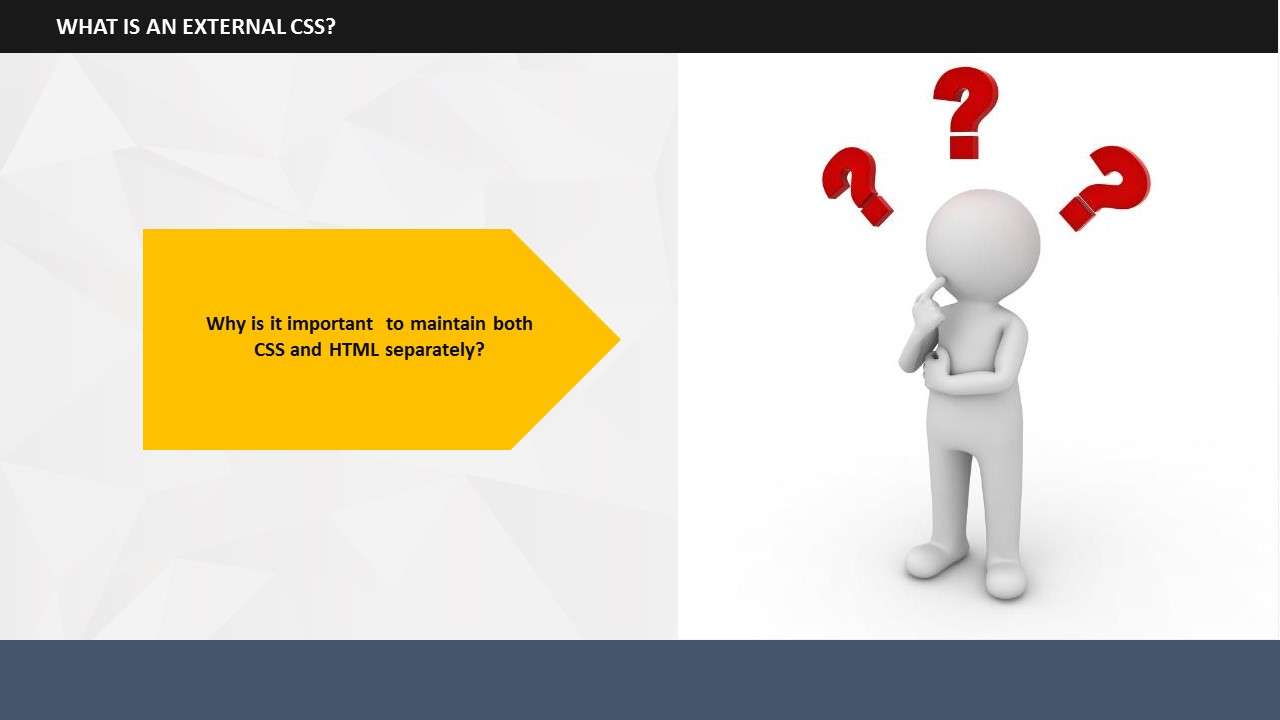 WHAT IS AN EXTERNAL CSS?
Why is it important to maintain both
CSS and HTML separately?